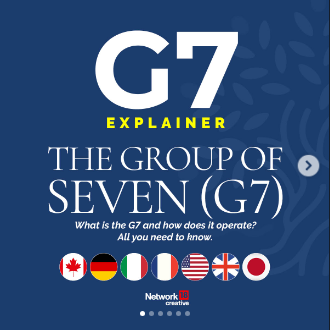 G7
EXPLAINER
THE GROUP OF
SEVEN (G7)
What is the G7 and how does it operate?
All you need to know.
Network18
creative